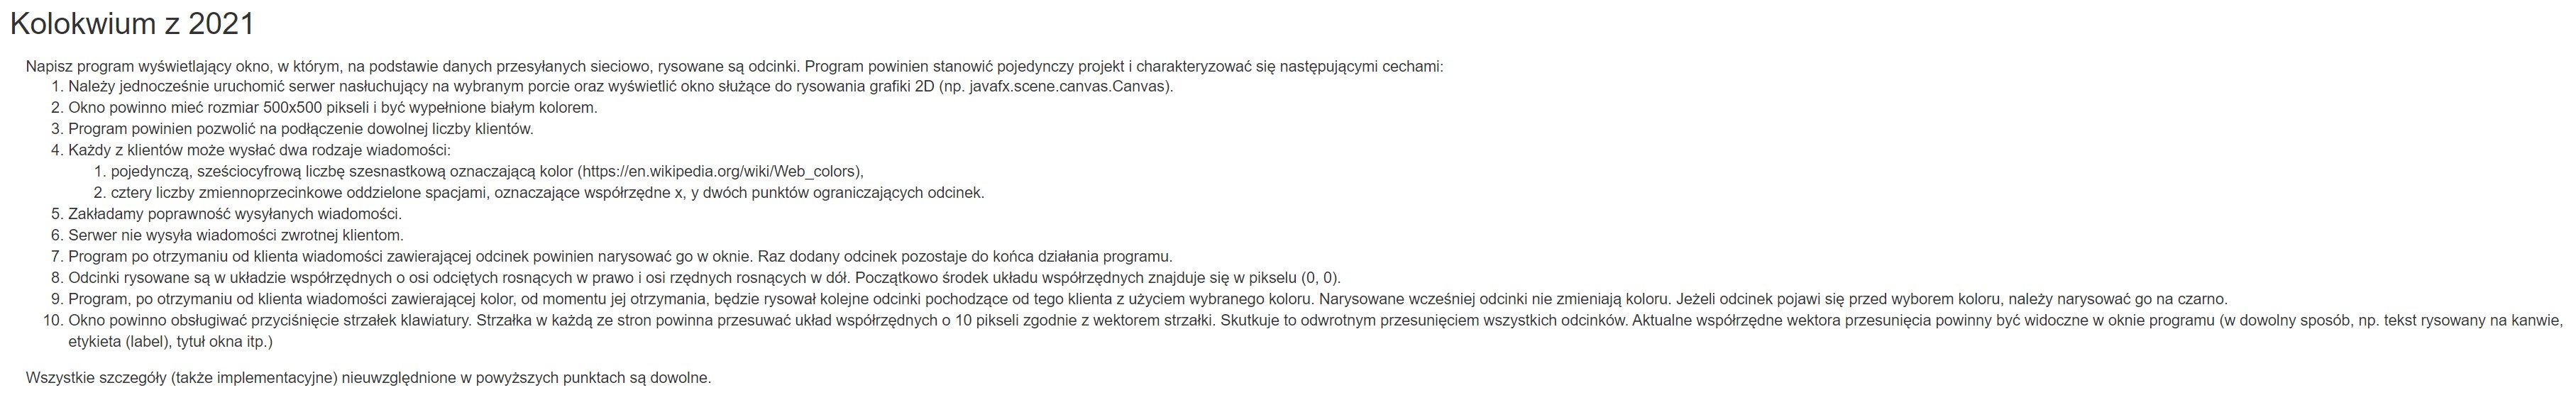 Kolokwium z 2021
Napisz program wyświetlający okno, w którym, na podstawie danych przesyłanych sieciowo, rysowane są odcinki. Program powinien stanowić pojedynczy projekt i charakteryzować się następującymi cechami:
1. Należy jednocześnie uruchomić serwer nasłuchujący na wybranym porcie oraz wyświetlić okno służące do rysowania grafiki 2D (np. javafx.scene.canvas.Canvas).
2. Okno powinno mieć rozmiar 500x500 pikseli i być wypełnione białym kolorem.
3. Program powinien pozwolić na podłączenie dowolnej liczby klientów.
4. Każdy z klientów może wysłać dwa rodzaje wiadomości:
1. pojedynczą, sześciocyfrową liczbę szesnastkową oznaczającą kolor (https://en.wikipedia.org/wiki/Web_colors),
2. cztery liczby zmiennoprzecinkowe oddzielone spacjami, oznaczające współrzędne x, y dwóch punktów ograniczających odcinek.
5. Zakładamy poprawność wysyłanych wiadomości.
6. Serwer nie wysyła wiadomości zwrotnej klientom.
7. Program po otrzymaniu od klienta wiadomości zawierającej odcinek powinien narysować go w oknie. Raz dodany odcinek pozostaje do końca działania programu.
8. Odcinki rysowane są w układzie współrzędnych o osi odciętych rosnących w prawo i osi rzędnych rosnących w dół. Początkowo środek układu współrzędnych znajduje się w pikselu (0, 0).
9. Program, po otrzymaniu od klienta wiadomości zawierającej kolor, od momentu jej otrzymania, będzie rysował kolejne odcinki pochodzące od tego klienta z użyciem wybranego koloru. Narysowane wcześniej odcinki nie zmieniają koloru. Jeżeli odcinek pojawi się przed wyborem koloru, należy narysować go na czarno.
10. Okno powinno obsługiwać przyciśnięcie strzałek klawiatury. Strzałka w każdą ze stron powinna przesuwać układ współrzędnych o 10 pikseli zgodnie z wektorem strzałki. Skutkuje to odwrotnym przesunięciem wszystkich odcinków. Aktualne współrzędne wektora przesunięcia powinny być widoczne w oknie programu (w dowolny sposób, np. tekst rysowany na kanwie,
etykieta (label), tytuł okna itp.)
Wszystkie szczegóły (także implementacyjne) nieuwzględnione w powyższych punktach są dowolne.